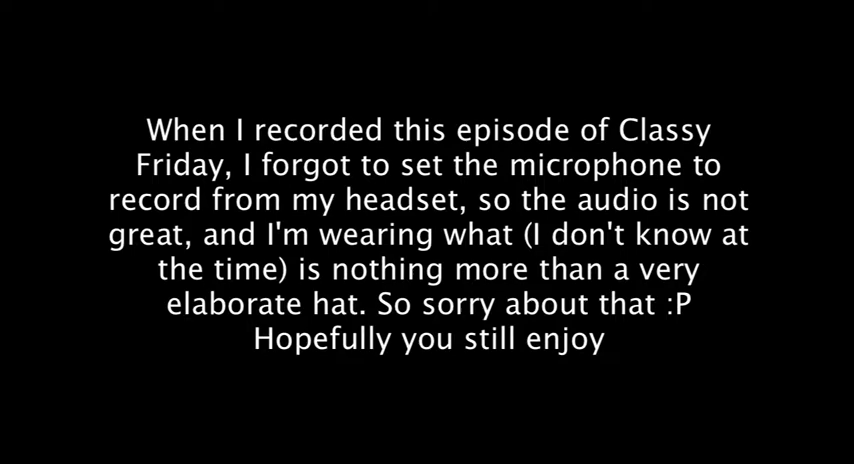 When I recorded this episode of Classy
Friday, I forgot to set the microphone to
record from my headset, so the audio is not
great, and I'm wearing what (I don't know at
the time) is nothing more than a very
elaborate hat. So sorry about that :P
Hopefully you still enjoy